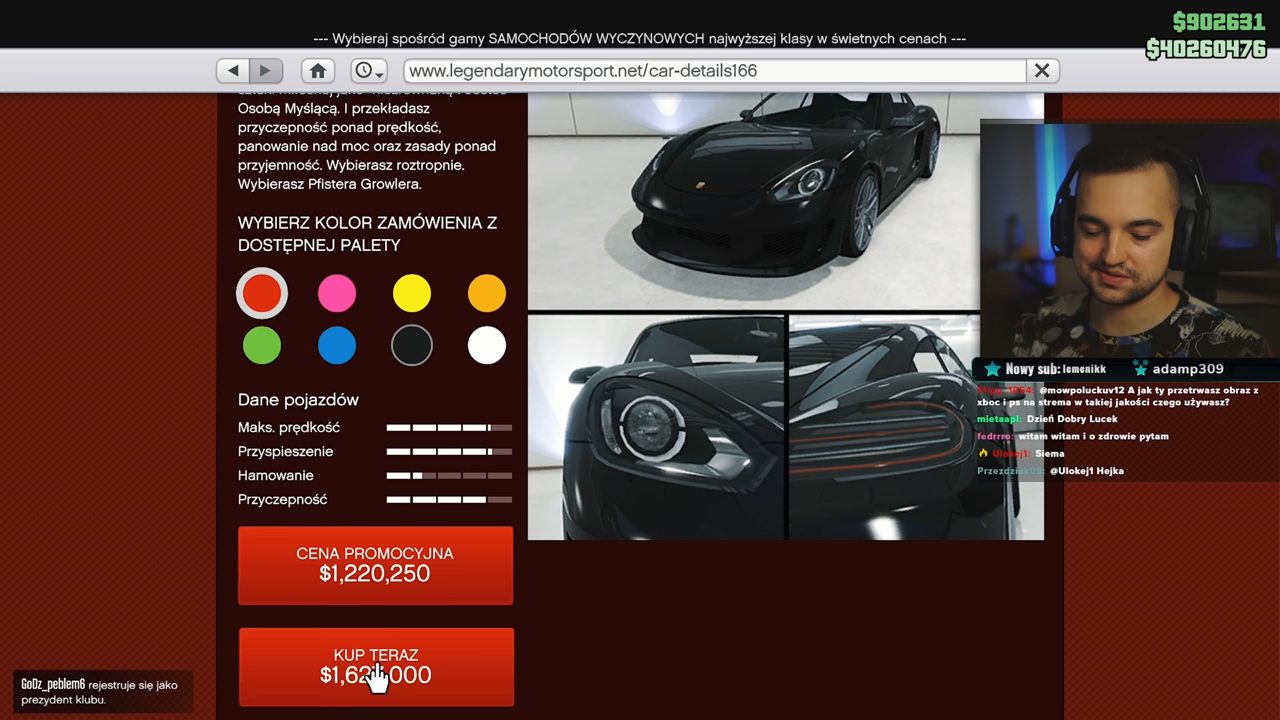 $902631
$40260476
--- Wybieraj spośród gamy SAMOCHODÓW WYCZYNOWYCH najwyższej klasy w świetnych cenach ---
www.legendarymotorsport.net/car-details166
Osobą Myślącą. I przekładasz
przyczepność ponad prędkość,
panowanie nad moc oraz zasady ponad
przyjemność. Wybierasz roztropnie.
Wybierasz Pfistera Growlera.
WYBIERZ KOLOR ZAMÓWIENIA Z
DOSTĘPNEJ PALETY
Dane pojazdów
Maks. prędkość
Przyspieszenie
Hamowanie
Przyczepność
CENA PROMOCYJNA
$1,220,250
KUP TERAZ
Nowy sub: lemenikk
adamp309
@mowpoluckuv12 A jak ty przetrwasz obraz z
xboc i ps na strema w takiej jakości czego używasz?
mietaapl: Dzień Dobry Lucek
fedrrro: witam witam i o zdrowie pytam
Ulokej1: Siema
Przezdziak09: @Ulokej1 Hejka
GoDz_peblem6 rejestruje się jako
prezydent klubu.